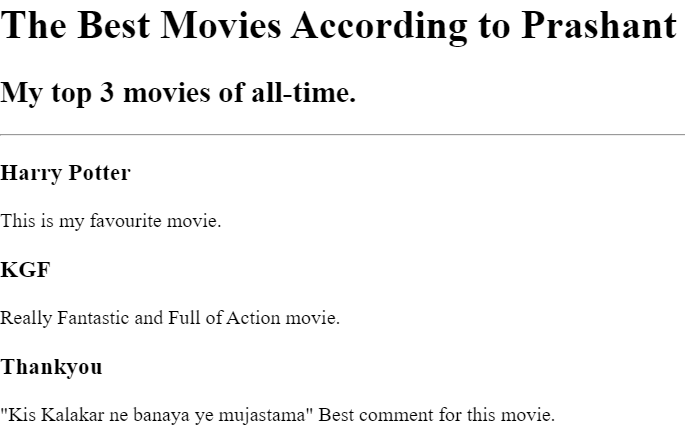 The Best Movies According to Prashant
My top 3 movies of all-time.
Harry Potter
This is my favourite movie.
KGF
Really Fantastic and Full of Action movie.
Thankyou
"Kis Kalakar ne banaya ye mujastama" Best comment for this movie.